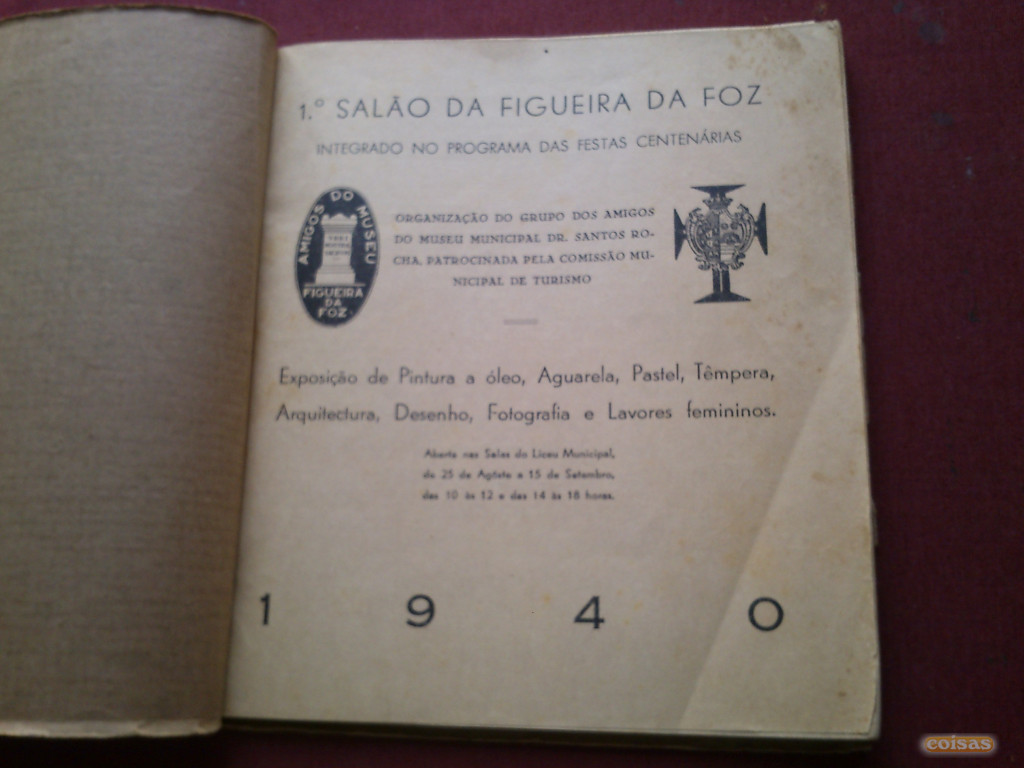 1.º SALÃO DA FIGUEIRA DA FOZ
INTEGRADO NO PROGRAMA DAS FESTAS CENTENÁRIAS
AMIGOS DO MUSEU
FIGUEIRA
DA
FOZ
ORGANIZAÇÃO DO GRUPO DOS AMIGOS
DO MUSEU MUNICIPAL DR. SANTOS RO-
CHA, PATROCINADA PELA COMISSÃO MU-
NICIPAL DE TURISMO
Exposição de Pintura a óleo, Aguarela, Pastel, Têmpera,
Arquitectura, Desenho, Fotografia e Lavores femininos.
Aberta nas Salas do Liceu Municipal,
de 25 de Agôsto a 15 de Setembro,
das 10 às 12 e das 14 às 18 horas.
1 9 4 0
coisas